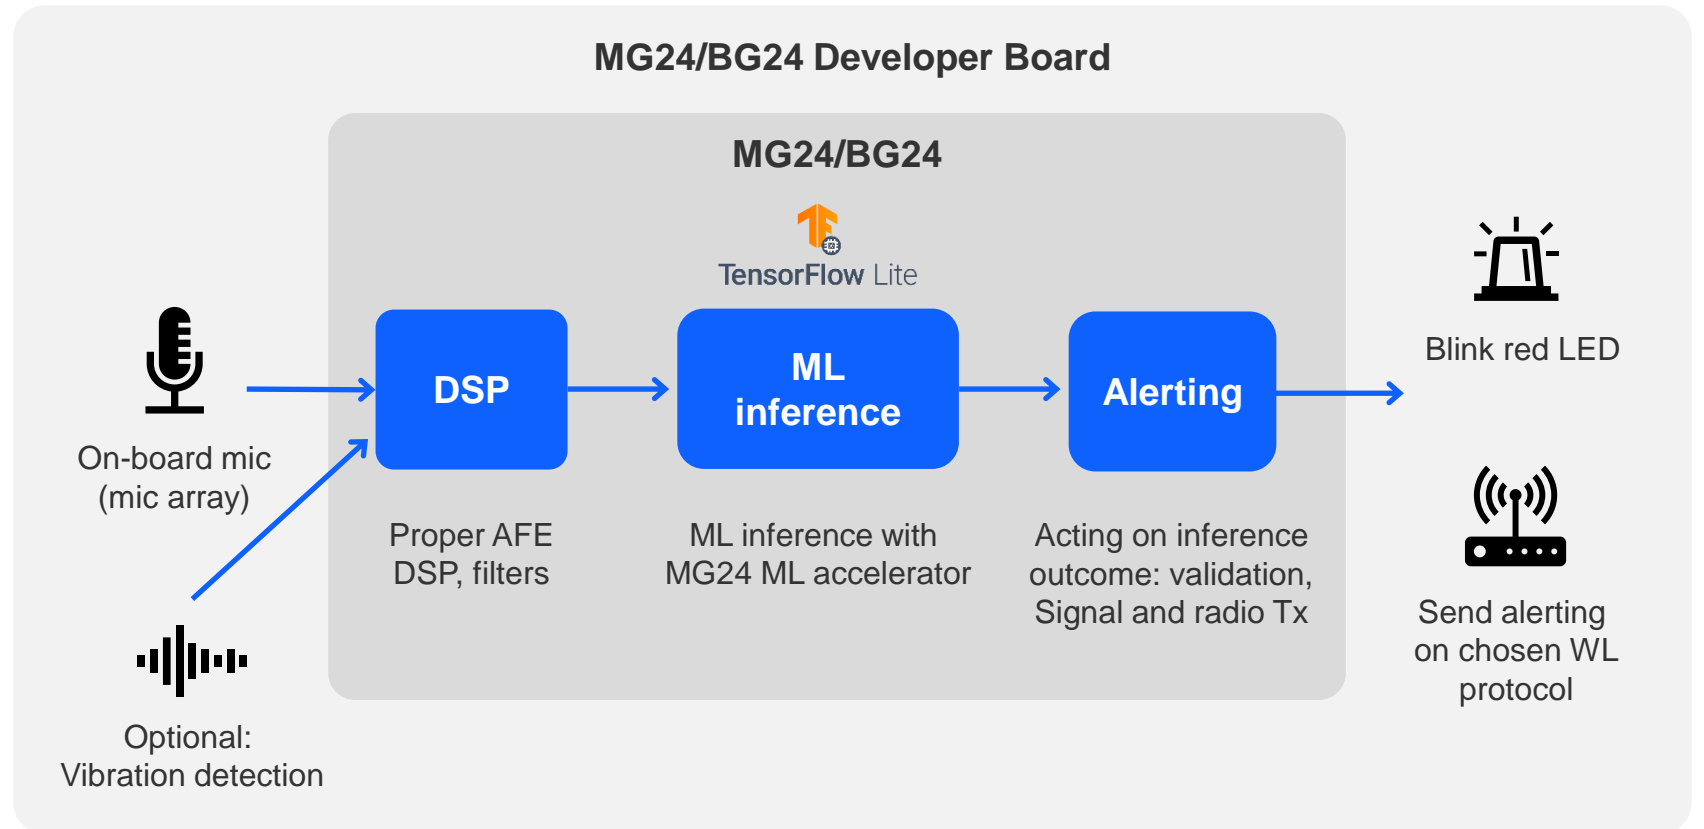 MG24/BG24 Developer Board
MG24/BG24
TensorFlow Lite
DSP
ML
inference
Alerting
On-board mic
(mic array)
Optional:
Vibration detection
Proper AFE
DSP, filters
ML inference with
MG24 ML accelerator
Acting on inference
outcome: validation,
Signal and radio Tx
Blink red LED
Send alerting
on chosen WL
protocol